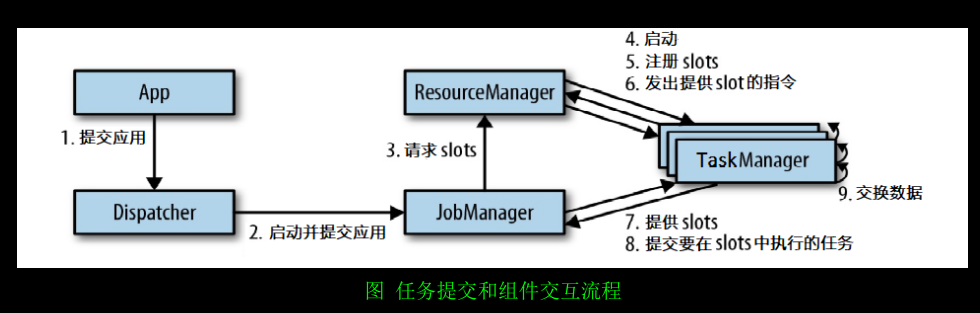 4. 启动
5. 注册 slots
6. 发出提供 slot 的指令
App
ResourceManager
1. 提交应用
3. 请求 slots
TaskManager
9. 交换数据
Dispatcher
JobManager
2. 启动并提交应用
7. 提供 slots
8. 提交要在 slots 中执行的任务
图 任务提交和组件交互流程